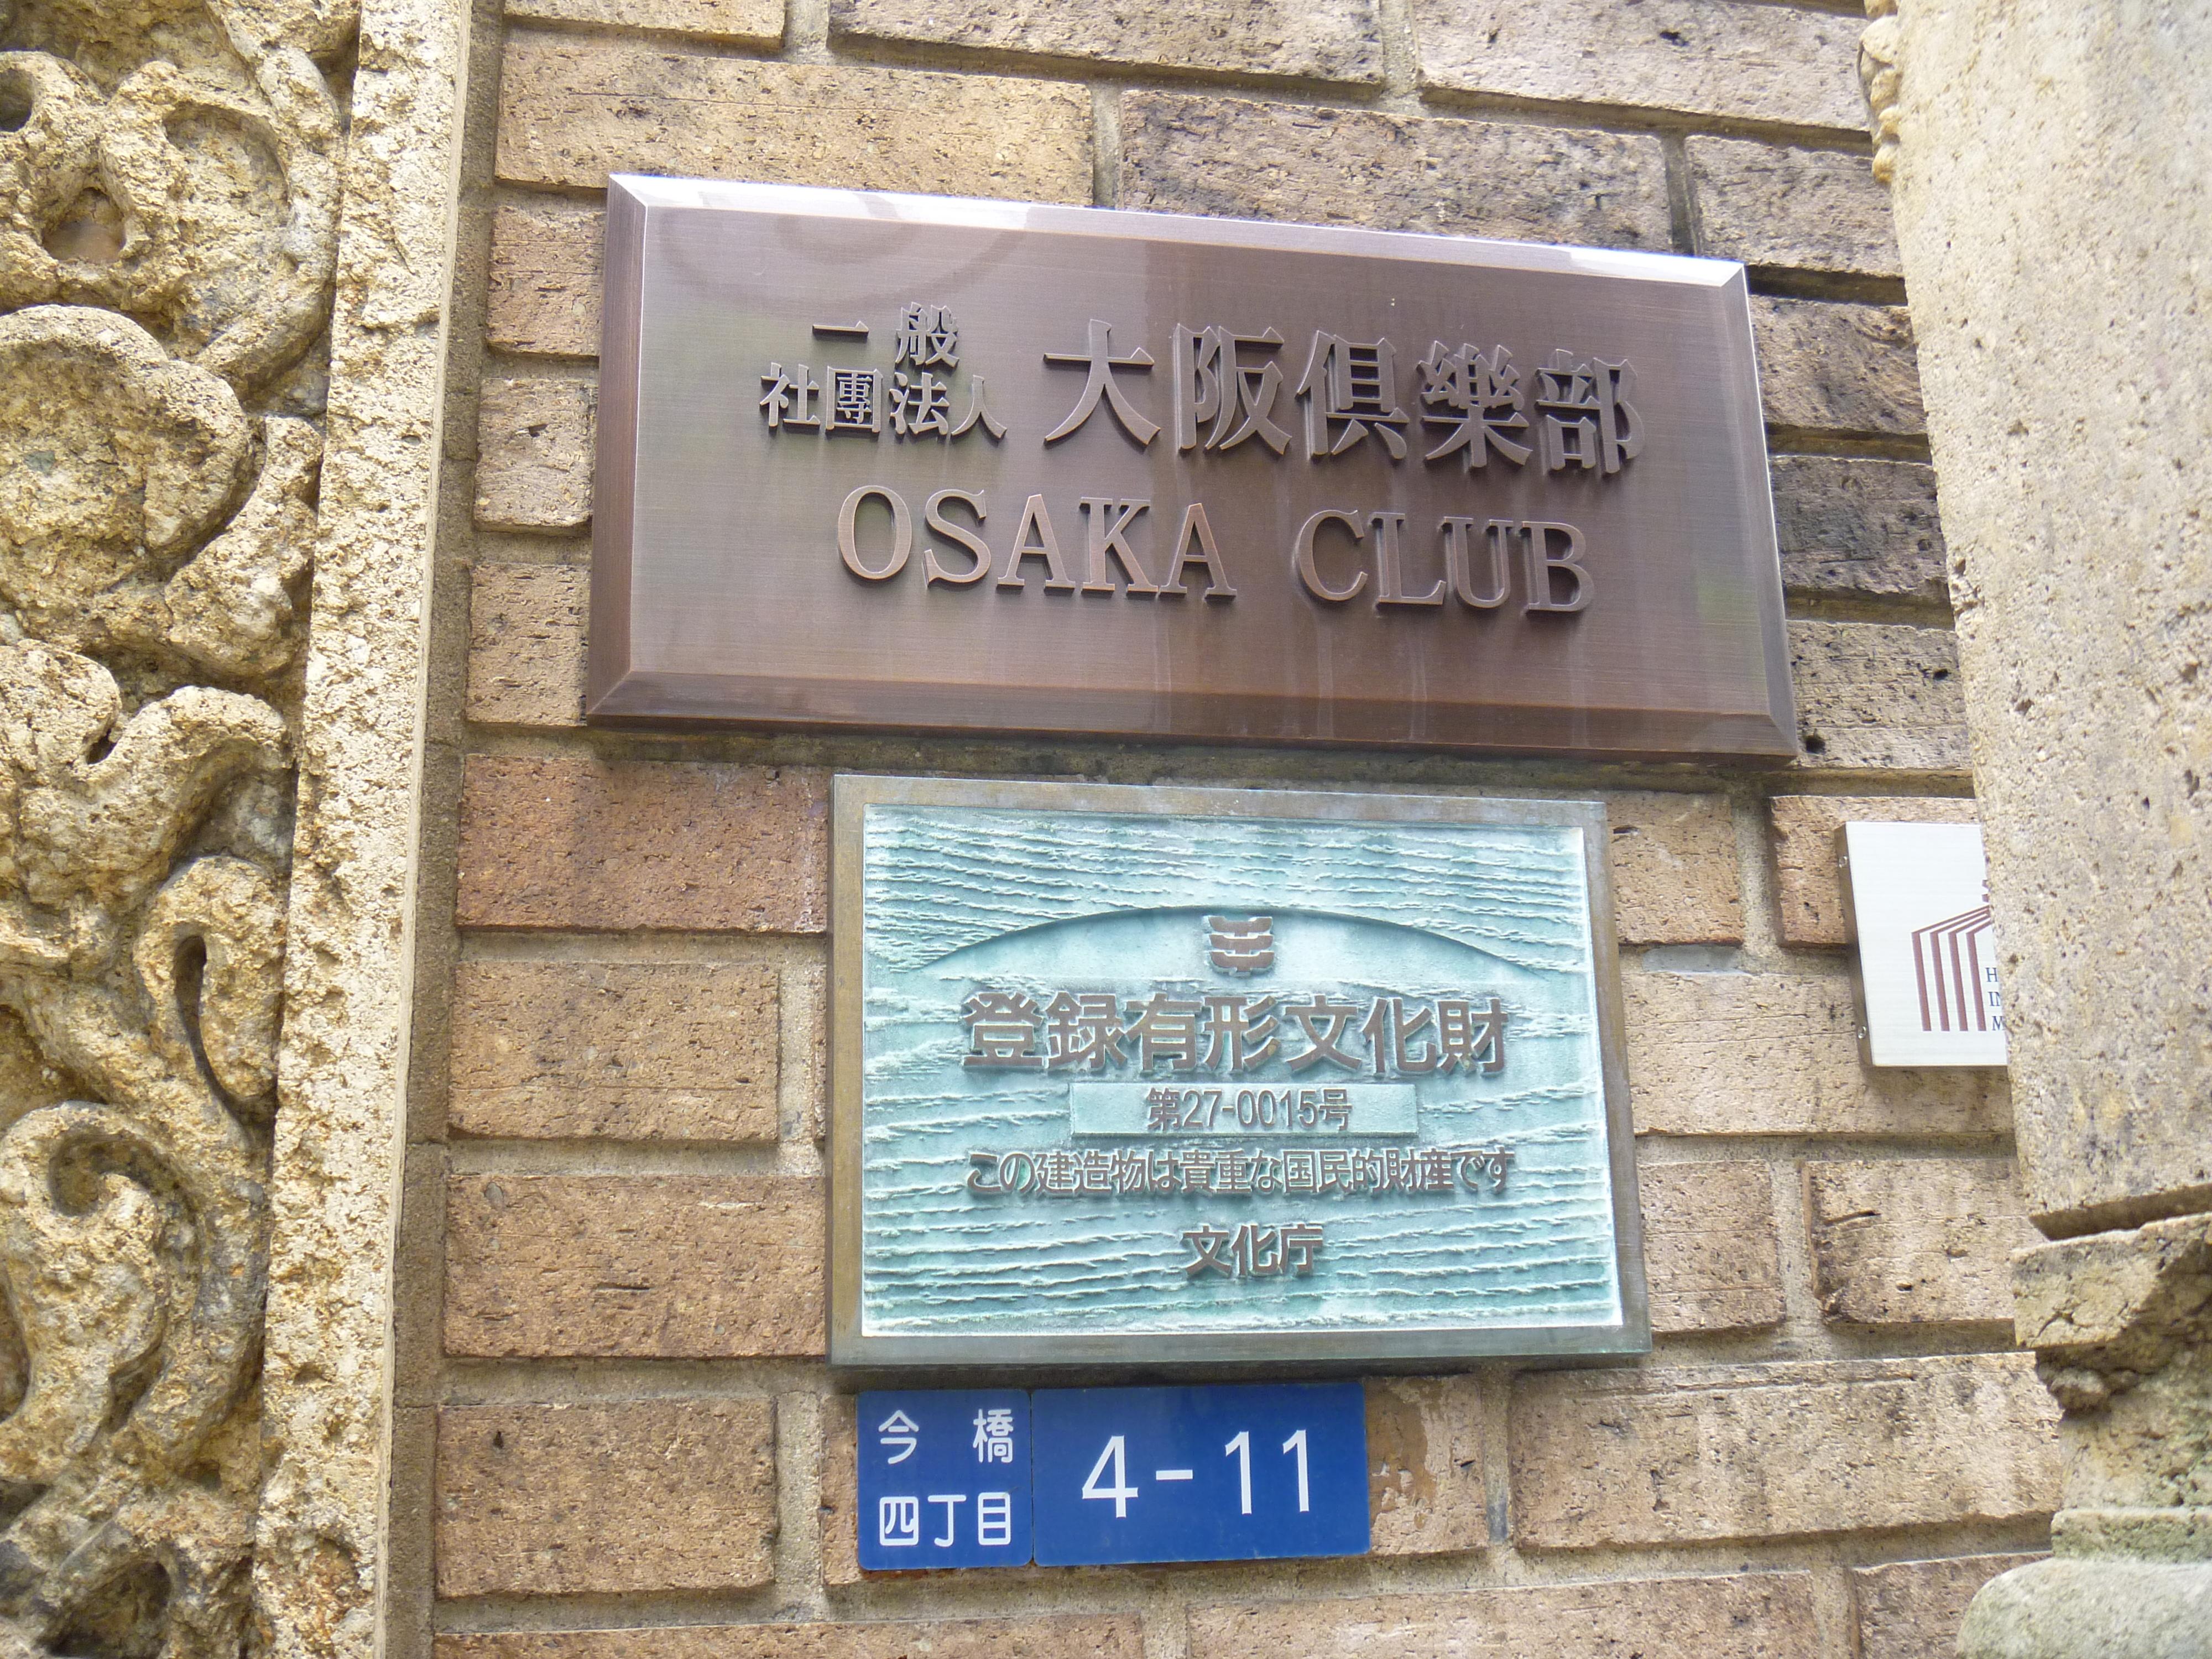 一般
社團法人 大阪俱樂部
OSAKA CLUB
登録有形文化財
第27-0015号
この建造物は貴重な国民的財産です
文化庁
今橋
四丁目
4-11